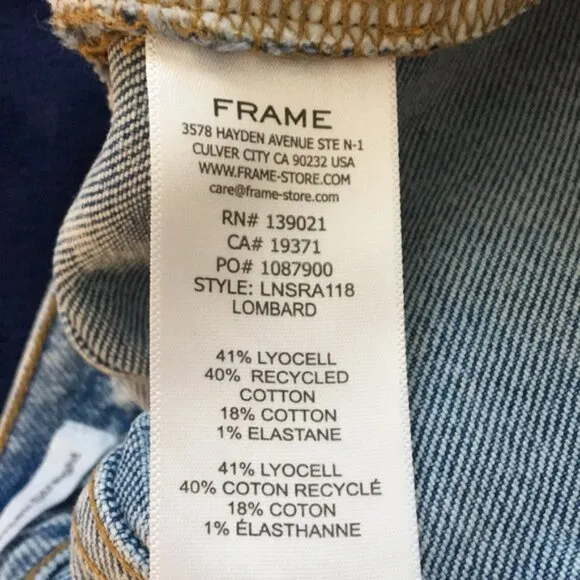 FRAME
3578 HAYDEN AVENUE STE N-1
CULVER CITY CA 90232 USA
WWW.FRAME-STORE.COM
care@frame-store.com
RN# 139021
CA# 19371
PO# 1087900
STYLE: LNSRA118
LOMBARD
41% LYOCELL
40% RECYCLED
COTTON
18% COTTON
1% ELASTANE
41% LYOCELL
40% COTON RECYCLÉ
18% COTON
1% ÉLASTHANNE
Straight